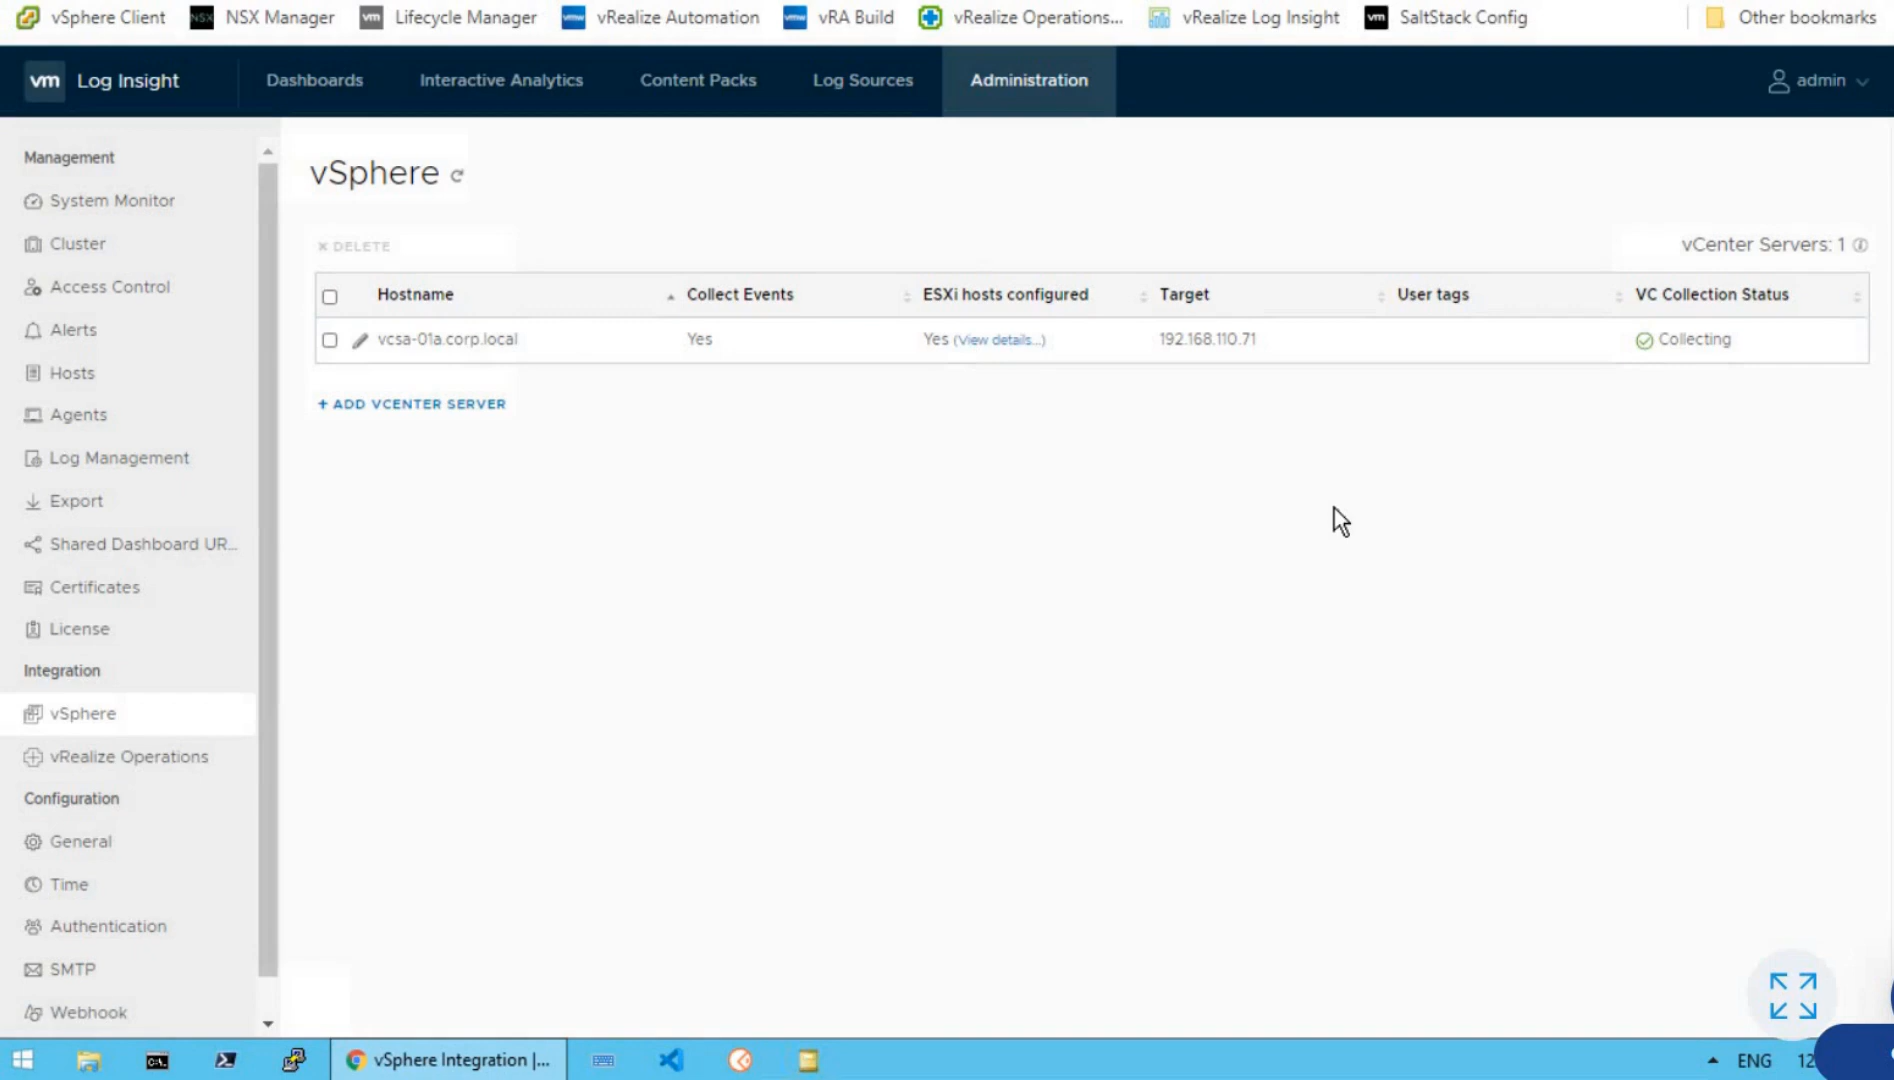 vSphere Client NSX Manager vm Lifecycle Manager vRealize Automation vRA Build vRealize Operations... vRealize Log Insight vm SaltStack Config Other bookmarks
vm Log Insight Dashboards Interactive Analytics Content Packs Log Sources Administration admin
Management
System Monitor
Cluster
Access Control
Alerts
Hosts
Agents
Log Management
Export
Shared Dashboard UR...
Certificates
License
Integration
vSphere
vRealize Operations
Configuration
General
Time
Authentication
SMTP
Webhook
vSphere
DELETE
vCenter Servers: 1
Hostname Collect Events ESXi hosts configured Target User tags VC Collection Status
vcsa-01a.corp.local Yes Yes (View details...) 192.168.110.71 Collecting
+ ADD VCENTER SERVER
vSphere Integration |... ENG 12